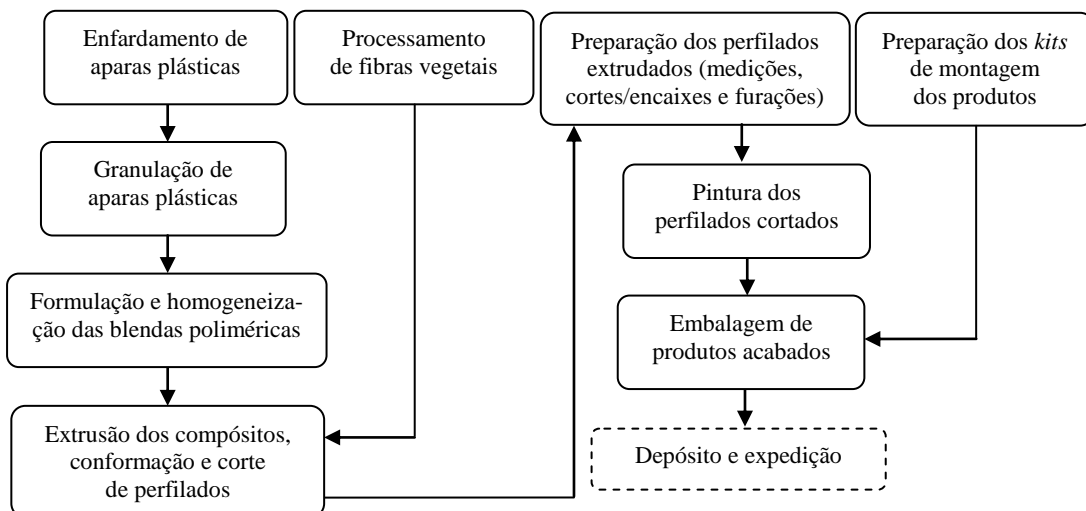 Enfardamento de
aparas plásticas
Processamento
de fibras vegetais
Granulação de
aparas plásticas
Formulação e homogeneiza-
ção das blendas poliméricas
Extrusão dos compósitos,
conformação e corte
de perfilados
Preparação dos perfilados
extrudados (medições,
cortes/encaixes e furações)
Preparação dos kits
de montagem
dos produtos
Pintura dos
perfilados cortados
Embalagem de
produtos acabados
Depósito e expedição